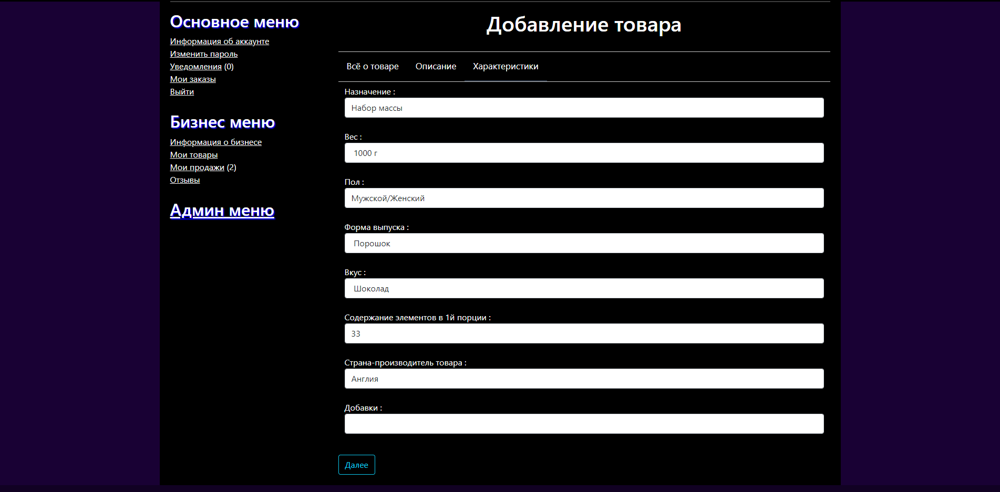 Основное меню
Информация об аккаунте
Изменить пароль
Уведомления (0)
Мои заказы
Выйти
Бизнес меню
Информация о бизнесе
Мои товары
Мои продажи (2)
Отзывы
Админ меню
Добавление товара
Всё о товаре Описание Характеристики
Назначение :
Набор массы
Вес :
1000 г
Пол :
Мужской/Женский
Форма выпуска :
Порошок
Вкус :
Шоколад
Содержание элементов в 1й порции :
33
Страна-производитель товара :
Англия
Добавки :
Далее